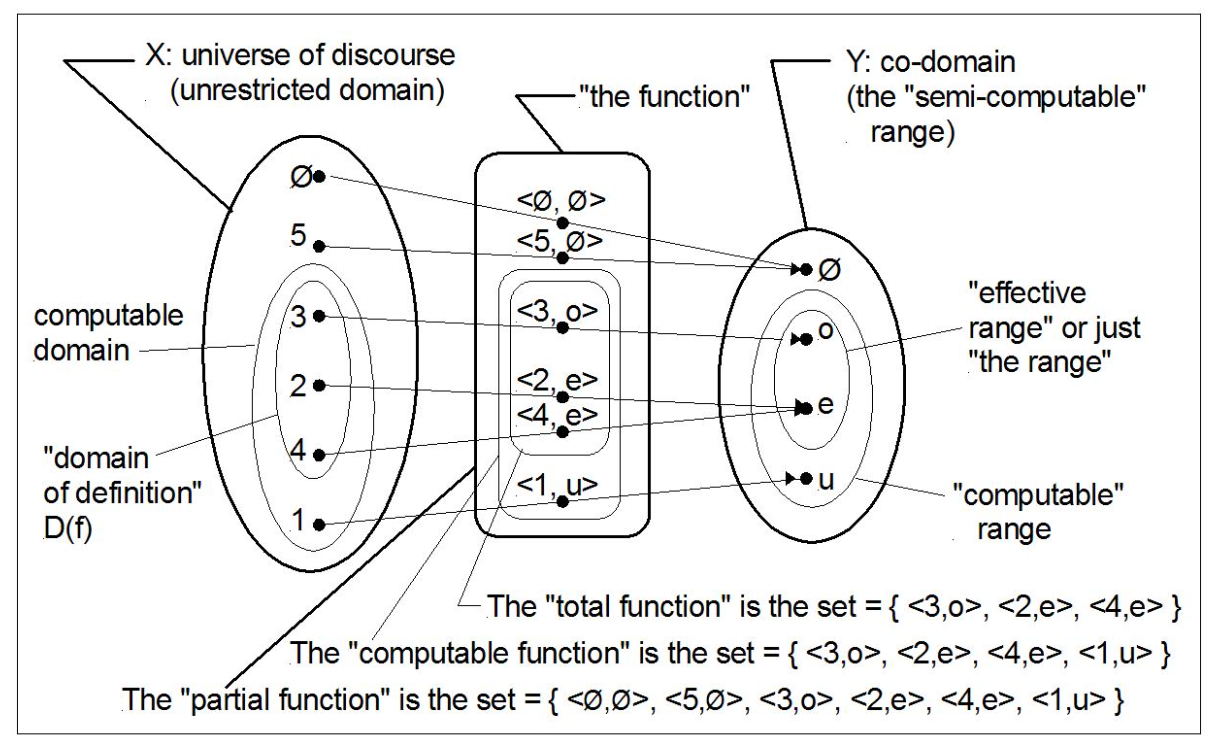 X: universe of discourse
(unrestricted domain)
"the function"
Y: co-domain
(the "semi-computable"
range)
Ø
5
3
2
4
1
<Ø, Ø>
<5, Ø>
<3, o>
<2, e>
<4, e>
<1, u>
Ø
o
e
u
computable
domain
"domain
of definition"
D(f)
"effective
range" or just
"the range"
"computable"
range
The "total function" is the set = { <3,o>, <2,e>, <4,e> }
The "computable function" is the set = { <3,o>, <2,e>, <4,e>, <1,u> }
The "partial function" is the set = { <Ø,Ø>, <5,Ø>, <3,o>, <2,e>, <4,e>, <1,u> }